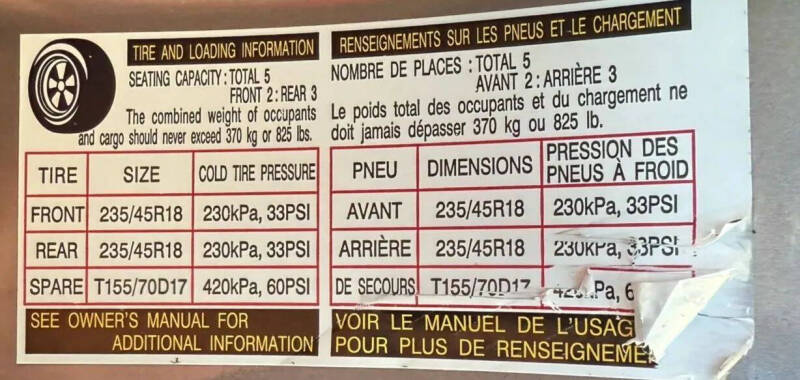 TIRE AND LOADING INFORMATION
SEATING CAPACITY : TOTAL 5
FRONT 2 : REAR 3
The combined weight of occupants
and cargo should never exceed 370 kg or 825 lbs.
TIRE SIZE COLD TIRE PRESSURE
FRONT 235/45R18 230kPa, 33PSI
REAR 235/45R18 230kPa, 33PSI
SPARE T155/70D17 420kPa, 60PSI
SEE OWNER'S MANUAL FOR
ADDITIONAL INFORMATION
RENSEIGNEMENTS SUR LES PNEUS ET LE CHARGEMENT
NOMBRE DE PLACES : TOTAL 5
AVANT 2 : ARRIÈRE 3
Le poids total des occupants et du chargement ne
doit jamais dépasser 370 kg ou 825 lb.
PNEU DIMENSIONS PRESSION DES
PNEUS À FROID
AVANT 235/45R18 230kPa, 33PSI
ARRIÈRE 235/45R18 230kPa, 33PSI
DE SECOURS T155/70D17
VOIR LE MANUEL DE L'USAG
POUR PLUS DE RENSEIGNEME